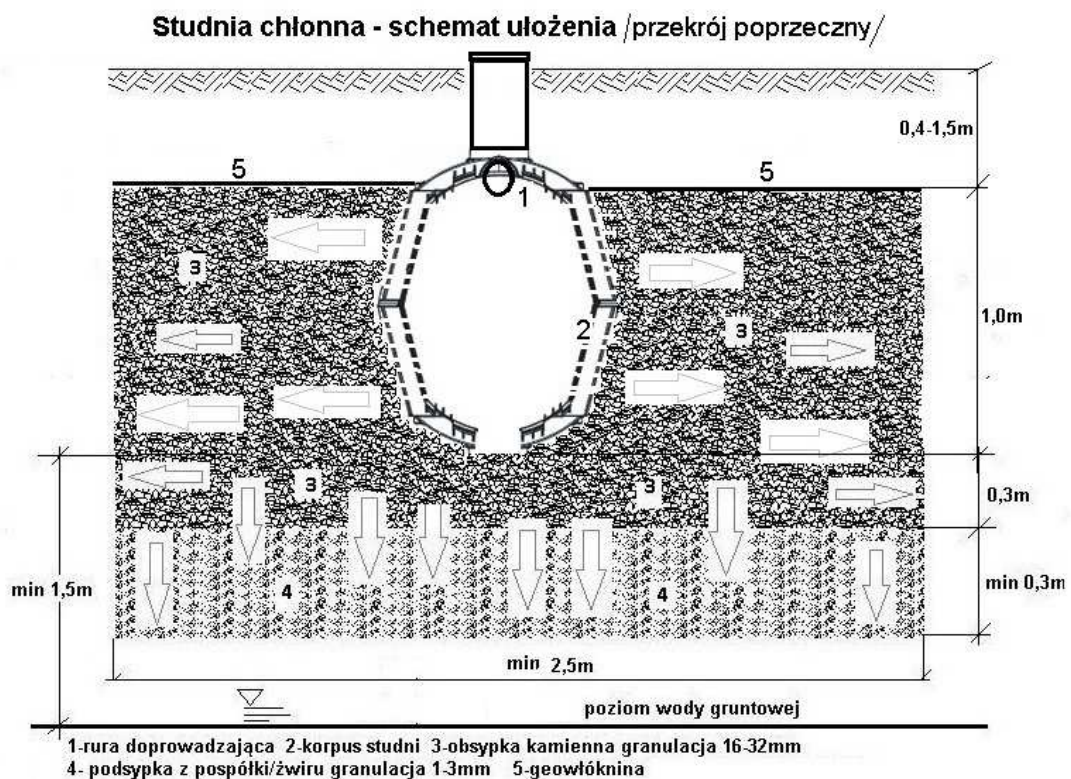 Studnia chłonna - schemat ułożenia /przekrój poprzeczny/
0,4-1,5m
5
5
1
3
1,0m
2
3
3
3
0,3m
min 1,5m
4
4
min 0,3m
min 2,5m
poziom wody gruntowej
1-rura doprowadzająca 2-korpus studni 3-obsypka kamienna granulacja 16-32mm
4- podsypka z pospółki/żwiru granulacja 1-3mm 5-geowłóknina